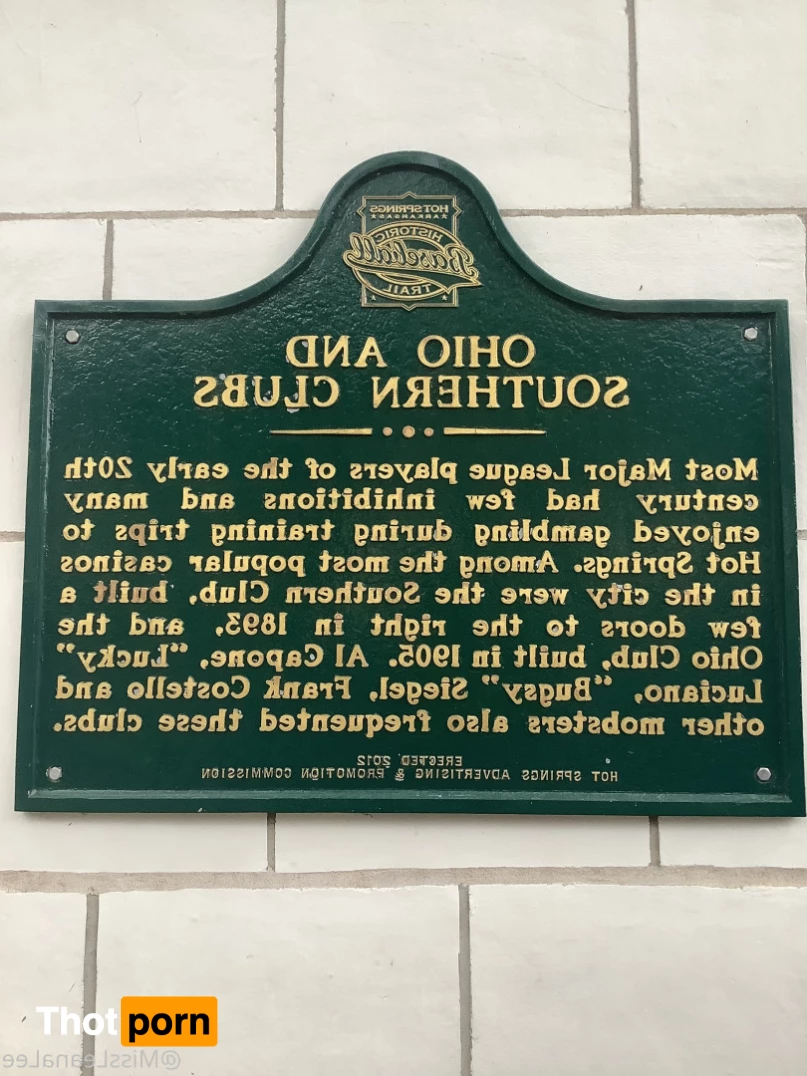 HOT SPRINGS
ARKANSAS
HISTORIC
Baseball
TRAIL
OHIO AND
SOUTHERN CLUBS
Most Major League players of the early 20th
century had few inhibitions and many
enjoyed gambling during training trips to
Hot Springs. Among the most popular casinos
in the city were the Southern Club, built a
few doors to the right in 1893, and the
Ohio Club, built in 1905. Al Capone, "Lucky"
Luciano, "Bugsy" Siegel, Frank Costello and
other mobsters also frequented these clubs.
ERECTED 2012
HOT SPRINGS ADVERTISING & PROMOTION COMMISSION
Thot porn
@MissLeanaLee